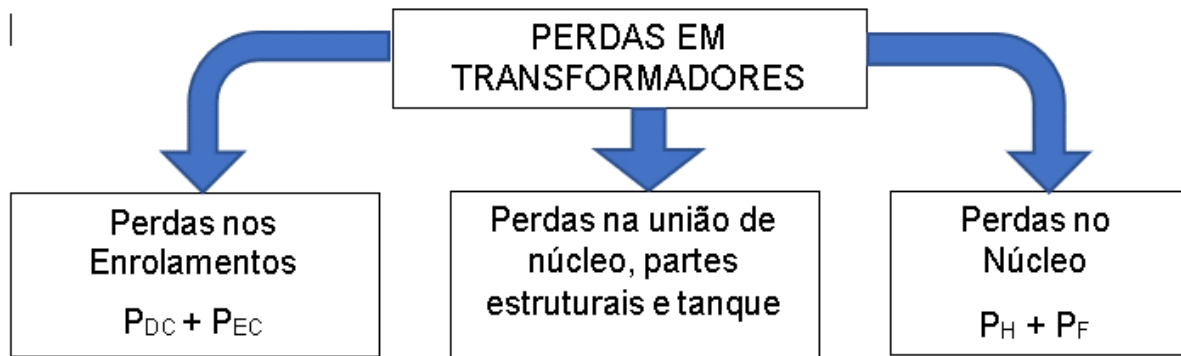 PERDAS EM
TRANSFORMADORES
Perdas nos
Enrolamentos
PDC + PEC
Perdas na união de
núcleo, partes
estruturais e tanque
Perdas no
Núcleo
PH + PF